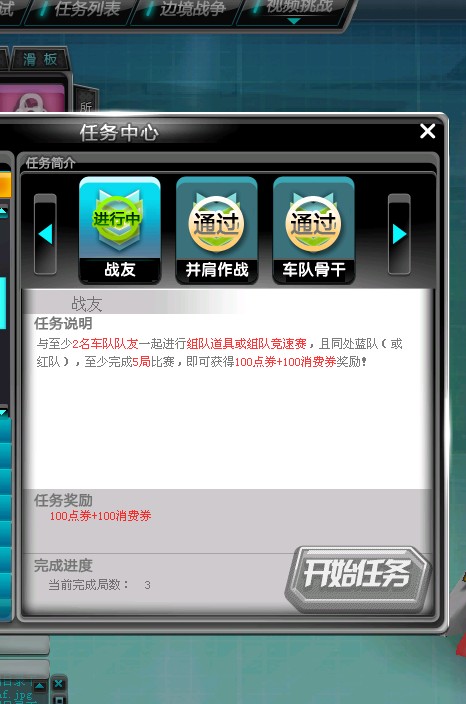 试 任务列表 边境战争 视频挑战
滑 板
所
任务中心
任务简介
进行中 通过 通过
战友 并肩作战 车队骨干
战友
任务说明
与至少2名车队队友一起进行组队道具或组队竞速赛，且同处蓝队（或
红队），至少完成5局比赛，即可获得100点券+100消费券奖励！
任务奖励
100点券+100消费券
完成进度
当前完成局数： 3
开始任务
f.jpg